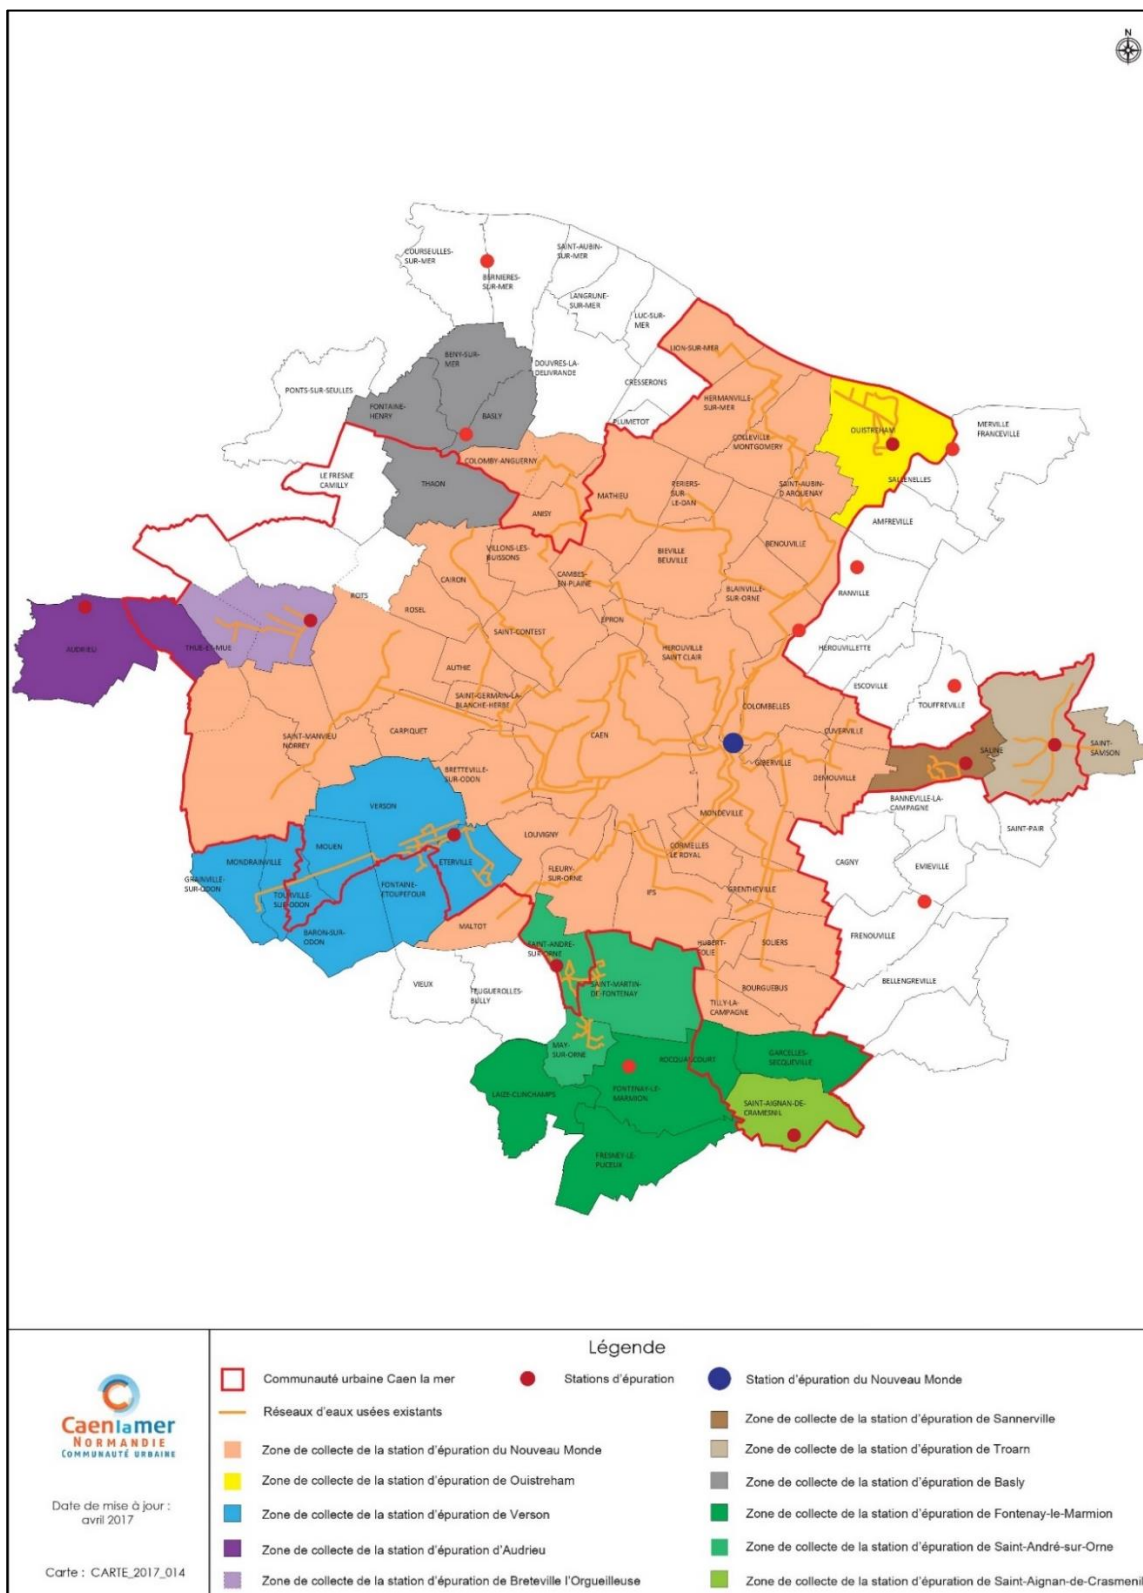 N
COURSEULLES-
SUR-MER
BERNIERES-
SUR-MER
SAINT-AUBIN-
SUR-MER
LANGRUNE-
SUR-MER
LUC-SUR-
MER
DOUVRES-LA-
DELIVRANDE
CRESSERONS
PLUMETOT
LION-SUR-MER
HERMANVILLE-
SUR-MER
COLLEVILLE
MONTGOMERY
OUISTREHAM
MERVILLE
FRANCEVILLE
SALLENELLES
AMFREVILLE
BENY-SUR-
MER
BASLY
FONTAINE-
HENRY
PONTS-SUR-SEULLES
LE FRESNE
CAMILLY
THAON
COLOMBY-ANGUERNY
ANISY
MATHIEU
PERIERS-
SUR-
LE-DAN
SAINT-AUBIN-
D'ARQUENAY
BENOUVILLE
BIEVILLE
BEUVILLE
VILLONS-LES-
BUISSONS
CAMBES-
EN-PLAINE
CAIRON
ROSEL
ROTS
BLAINVILLE-
SUR-ORNE
RANVILLE
HEROUVILLETTE
ESCOVILLE
TOUFFREVILLE
EPRON
SAINT-CONTEST
HEROUVILLE
SAINT CLAIR
AUTHIE
SAINT-GERMAIN-LA-
BLANCHE-HERBE
AUDRIEU
THUE-ET-MUE
SAINT-MANVIEU
NORREY
CARPIQUET
CAEN
COLOMBELLES
CUVERVILLE
GIBERVILLE
DEMOUVILLE
SALINE
SAINT-
SAMSON
BRETTEVILLE-
SUR-ODON
VERSON
MONDEVILLE
BANNEVILLE-LA-
CAMPAGNE
SAINT-PAIR
CAGNY
EMIEVILLE
LOUVIGNY
CORMELLES
LE ROYAL
FLEURY-
SUR-ORNE
IFS
GRENTHEVILLE
MOUEN
MONDRAINVILLE
GRAINVILLE-
SUR-ODON
TOURVILLE-
SUR-ODON
FONTAINE-
ETOUPEFOUR
ETERVILLE
BARON-SUR-
ODON
MALTOT
VIEUX
FEUGUEROLLES-
BULLY
SAINT-ANDRE-
SUR-ORNE
SAINT-MARTIN-
DE-FONTENAY
HUBERT-
FOLIE
SOLIERS
BOURGUEBUS
TILLY-LA-
CAMPAGNE
FRENOUVILLE
BELLENGREVILLE
MAY-
SUR-ORNE
ROCQUANCOURT
GARCELLES-
SECQUEVILLE
LAIZE-CLINCHAMPS
FONTENAY-LE-
MARMION
SAINT-AIGNAN-DE-
CRAMESNIL
FRESNEY-LE-
PUCEUX
Caenlamer
NORMANDIE
COMMUNAUTÉ URBAINE
Date de mise à jour :
avril 2017
Carte : CARTE_2017_014
Légende
Communauté urbaine Caen la mer
Réseaux d'eaux usées existants
Zone de collecte de la station d'épuration du Nouveau Monde
Zone de collecte de la station d'épuration de Ouistreham
Zone de collecte de la station d'épuration de Verson
Zone de collecte de la station d'épuration d'Audrieu
Zone de collecte de la station d'épuration de Breteville l'Orgueilleuse
Stations d'épuration
Station d'épuration du Nouveau Monde
Zone de collecte de la station d'épuration de Sannerville
Zone de collecte de la station d'épuration de Troarn
Zone de collecte de la station d'épuration de Basly
Zone de collecte de la station d'épuration de Fontenay-le-Marmion
Zone de collecte de la station d'épuration de Saint-André-sur-Orne
Zone de collecte de la station d'épuration de Saint-Aignan-de-Crasmenil